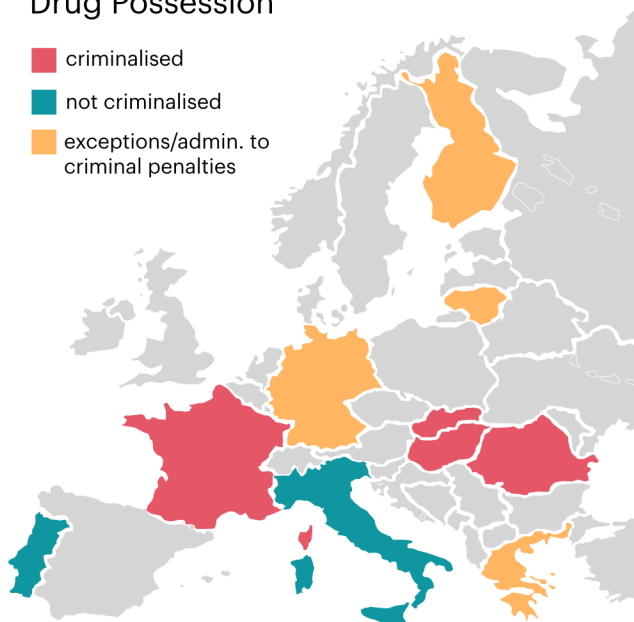 Drug Possession
criminalised
not criminalised
exceptions/admin. to
criminal penalties